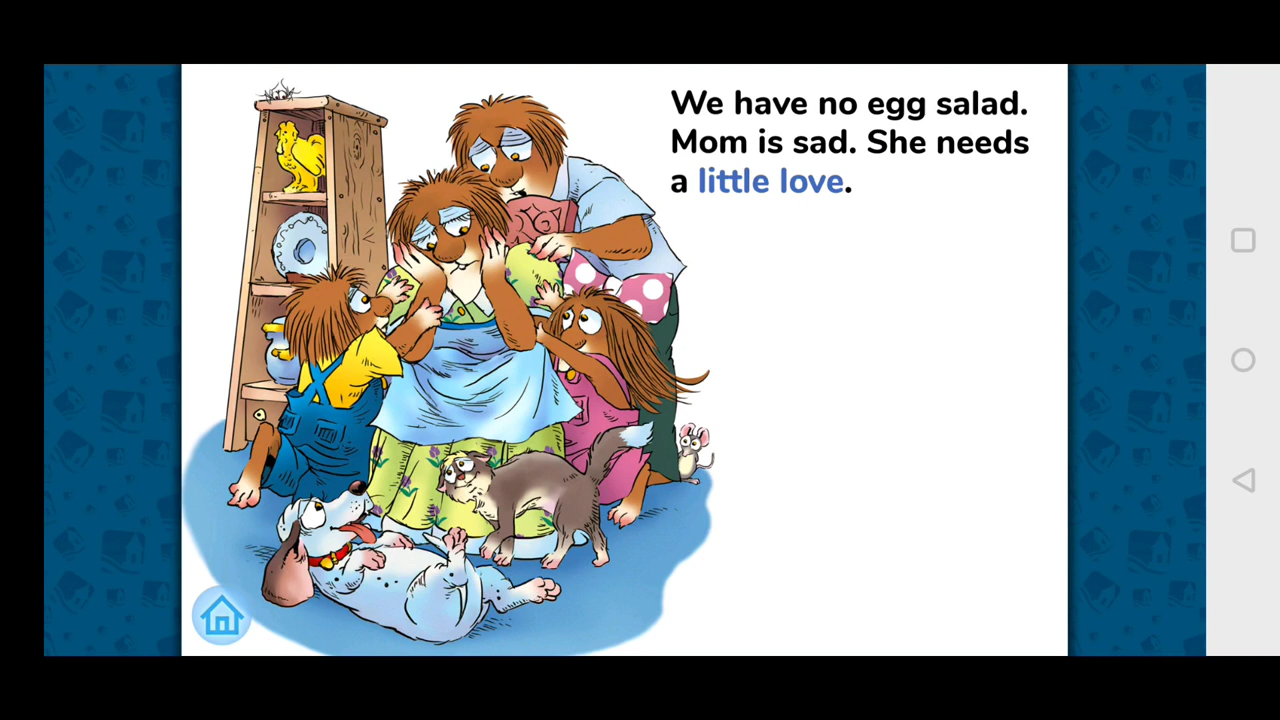 We have no egg salad.
Mom is sad. She needs
a little love.